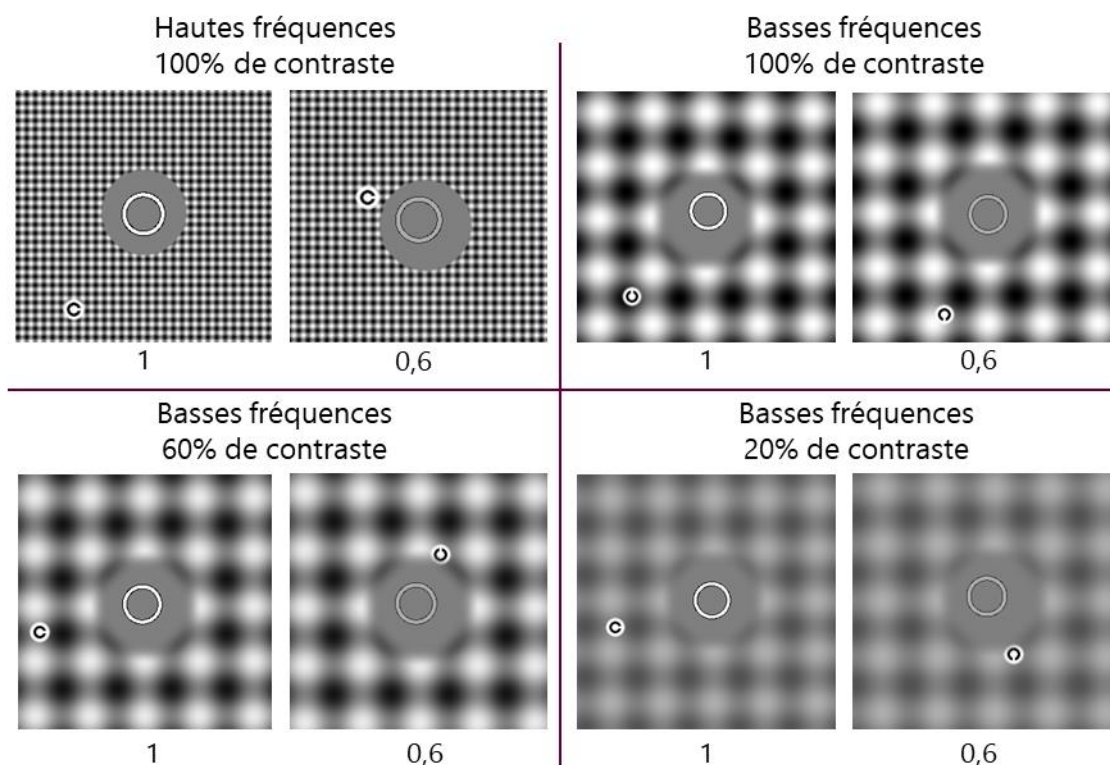 Hautes fréquences
100% de contraste
1
0,6
Basses fréquences
100% de contraste
1
0,6
Basses fréquences
60% de contraste
1
0,6
Basses fréquences
20% de contraste
1
0,6